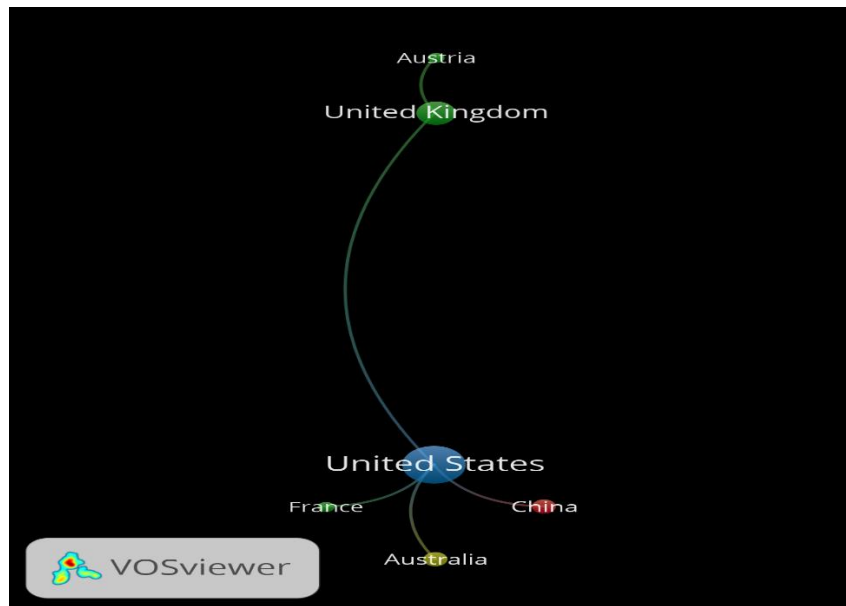 Austria
United Kingdom
United States
France
China
Australia
VOSviewer